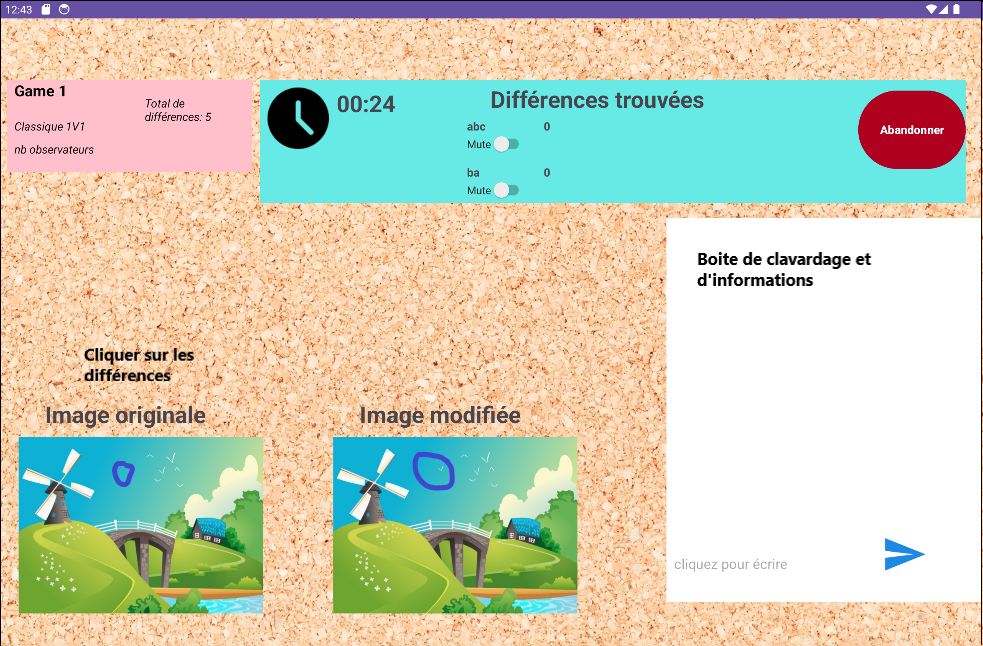 12:43
Game 1
Total de
différences: 5
Classique 1V1
nb observateurs
00:24
Différences trouvées
abc 0
Mute
ba 0
Mute
Abandonner
Boite de clavardage et
d'informations
Cliquer sur les
différences
Image originale
Image modifiée
cliquez pour écrire